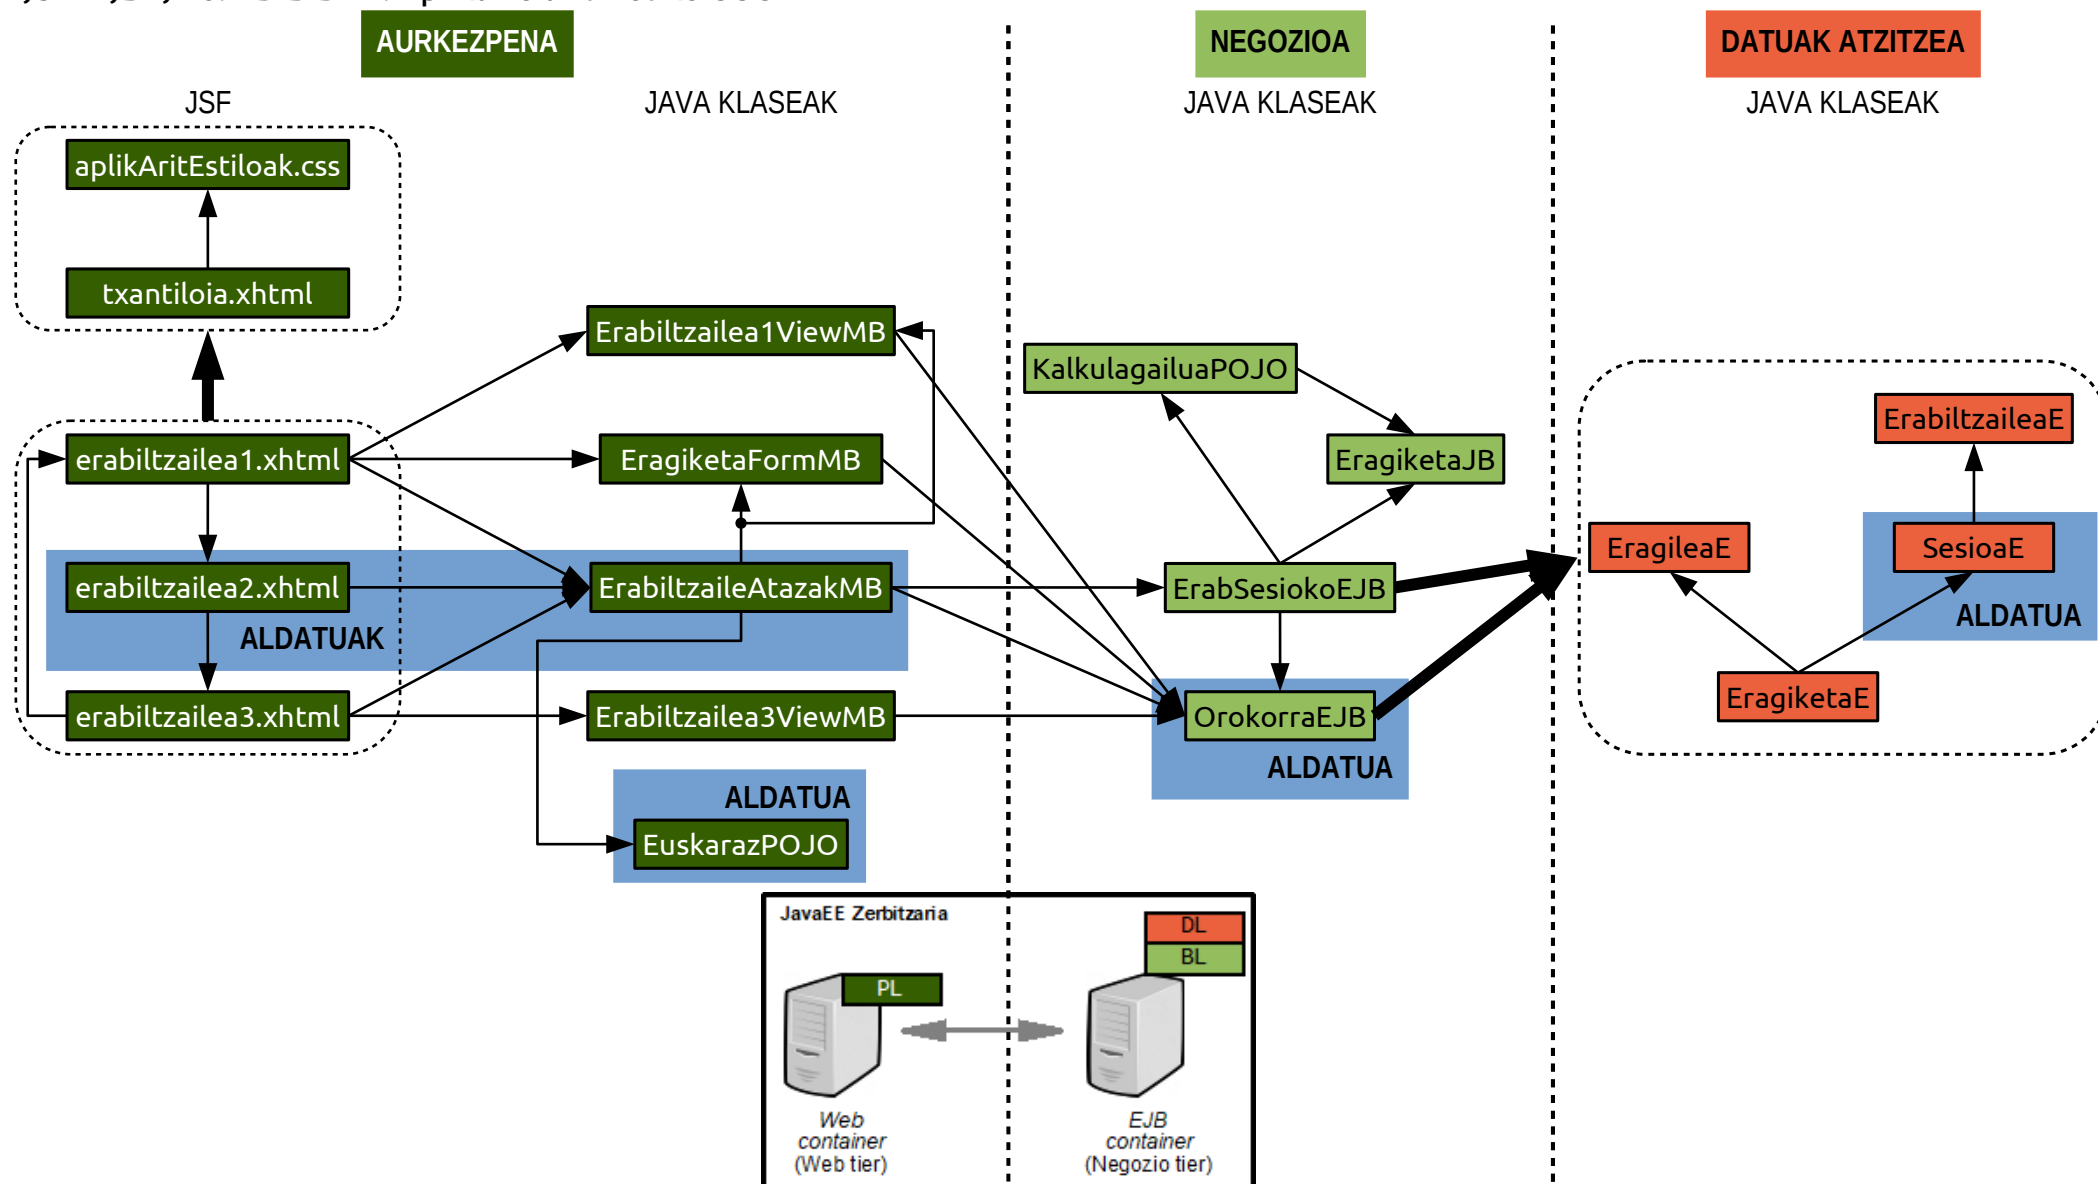 AURKEZPENA
NEGOZIOA
DATUAK ATZITZEA
JSF
JAVA KLASEAK
JAVA KLASEAK
JAVA KLASEAK
aplikAritEstiloak.css
txantiloia.xhtml
Erabiltzailea1ViewMB
KalkulagailuaPOJO
ErabiltzaileaE
erabiltzailea1.xhtml
EragiketaFormMB
EragiketaJB
EragileaE
SesioaE
ALDATUA
erabiltzailea2.xhtml
ErabiltzaileAtazakMB
ErabSesiokoEJB
ALDATUAK
EragiketaE
erabiltzailea3.xhtml
Erabiltzailea3ViewMB
OrokorraEJB
ALDATUA
ALDATUA
EuskarazPOJO
JavaEE Zerbitzaria
DL
BL
PL
Web
container
(Web tier)
EJB
container
(Negozio tier)